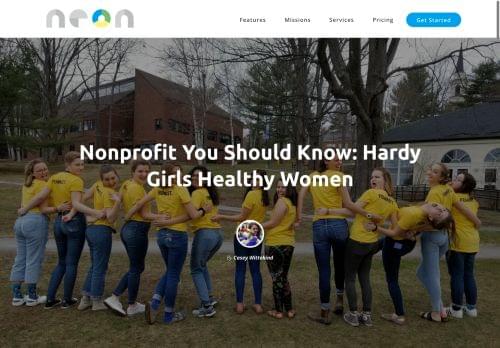 neon
Features Missions Services Pricing Get Started
Nonprofit You Should Know: Hardy
Girls Healthy Women
By Casey Wittekind